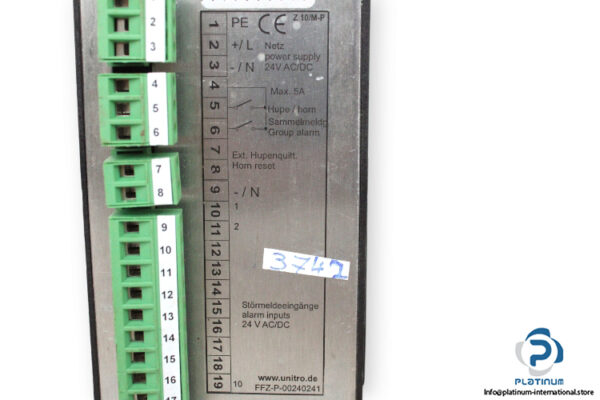 1 PE CE Z 10/M-P
2 +/L Netz
power supply
3 -/N 24V AC/DC
4
Max. 5A
5 Hupe / horn
Sammelmeldg
6 Group alarm
7 Ext. Hupenquitt.
8 Horn reset
9 -/N
10 1
11 2
12
13
14
15 Störmeldeeingänge
alarm inputs
16 24 V AC/DC
17
18
19 10
www.unitro.de
FFZ-P-00240241
3742
2
3
4
5
6
7
8
9
10
11
12
13
14
15
16
17
PLATINUM
INTERNATIONAL
Info@platinum-international.store